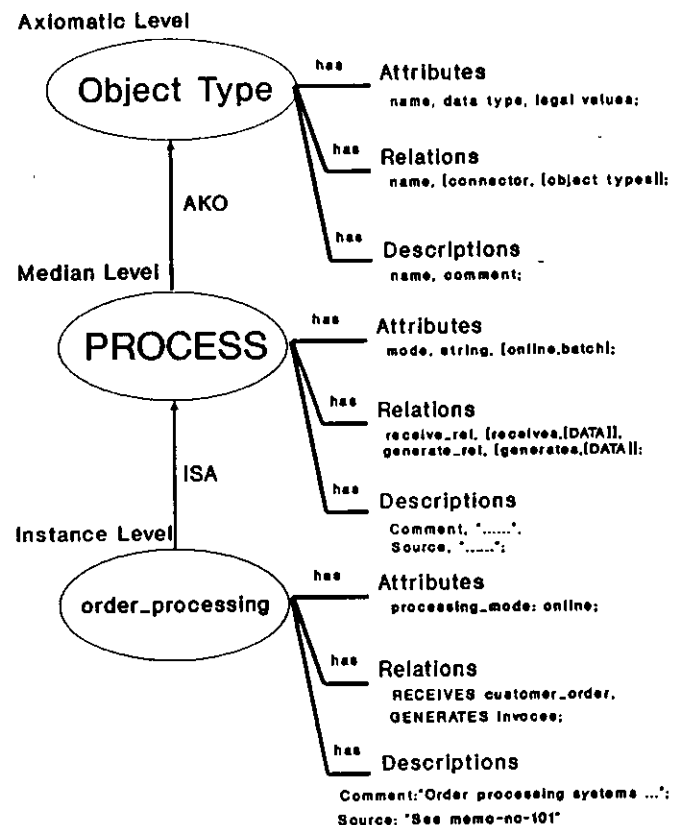 Axiomatic Level
Object Type
has
Attributes
name, data type, legal values;
has
Relations
name, [connector, [object types]];
has
Descriptions
name, comment;
AKO
Median Level
PROCESS
has
Attributes
mode, string, [online,batch];
has
Relations
receive_rel, [receives,[DATA]],
generate_rel, [generates,[DATA]];
has
Descriptions
Comment, "......",
Source, "......";
ISA
Instance Level
order_processing
has
Attributes
processing_mode: online;
has
Relations
RECEIVES customer_order,
GENERATES invocee;
has
Descriptions
Comment:"Order processing systems ...";
Source: "See memo-no-101"